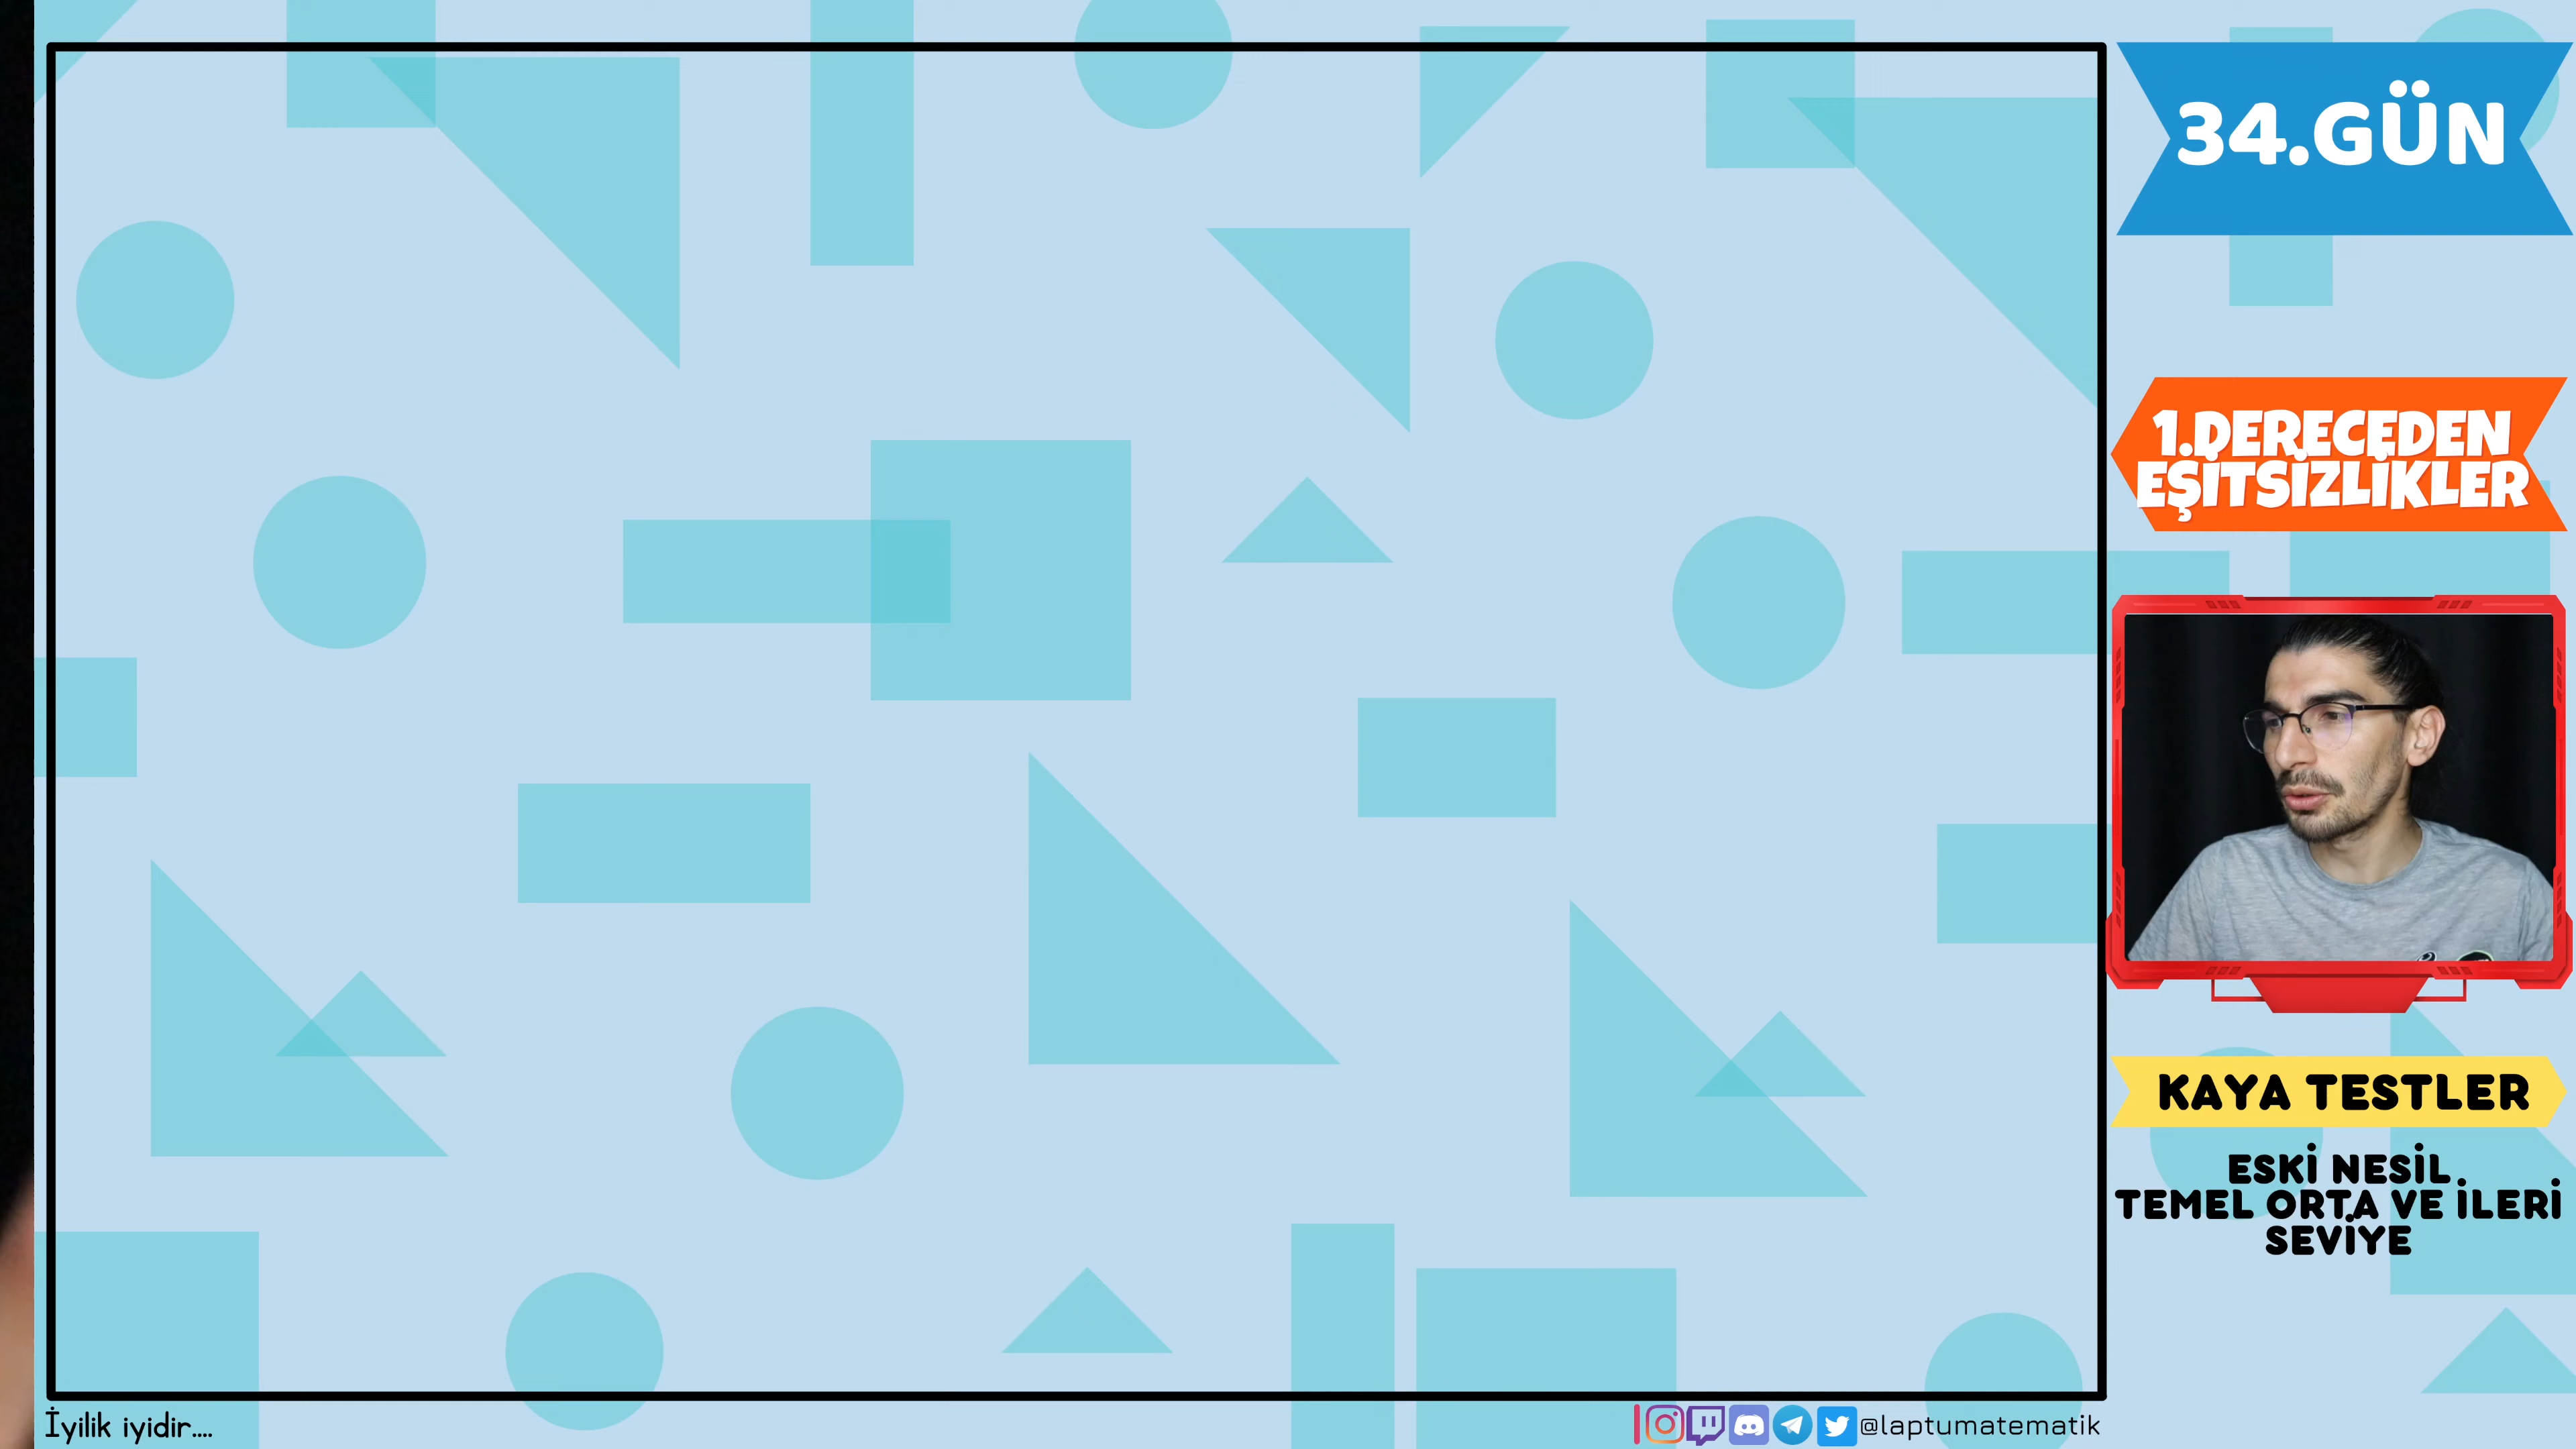 34.GÜN
1.DERECEDEN
EŞİTSİZLİKLER
KAYA TESTLER
ESKİ NESİL
TEMEL ORTA VE İLERİ
SEVİYE
İyilik iyidir....
@laptumatematik